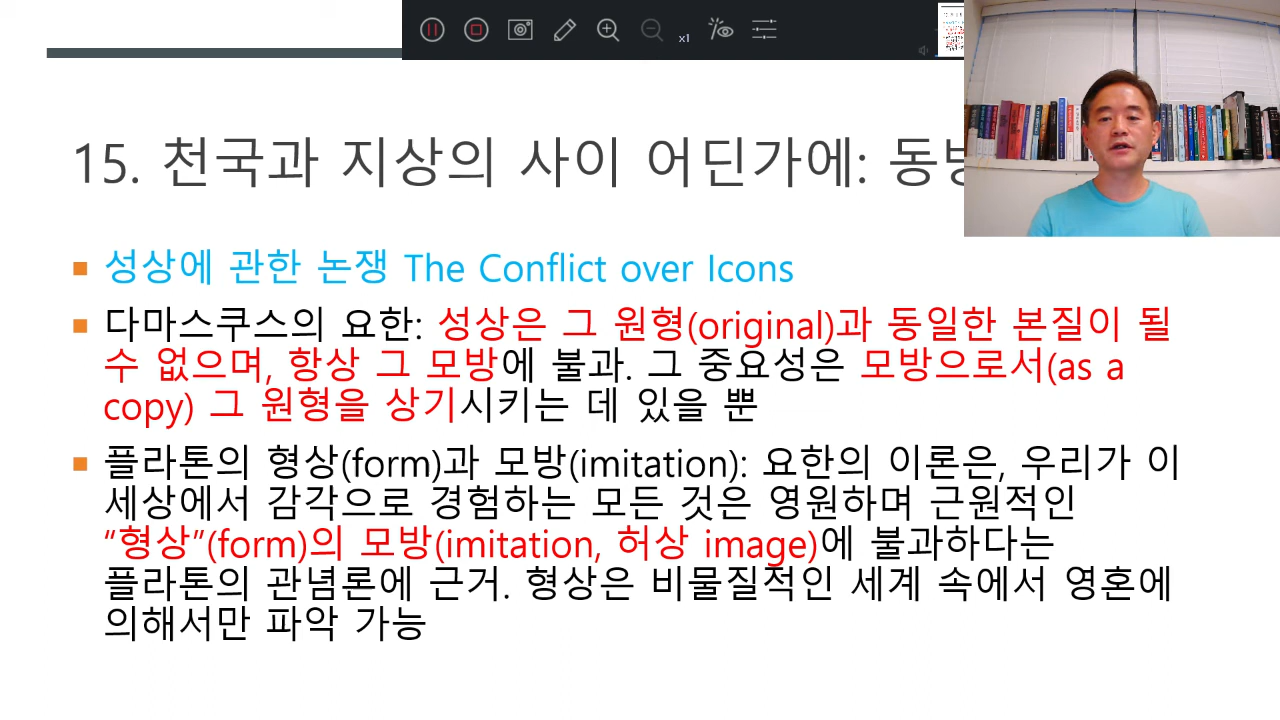 x1
15. 천국과 지상의 사이 어딘가에:
성상에 관한 논쟁 The Conflict over Icons
다마스쿠스의 요한: 성상은 그 원형(original)과 동일한 본질이 될
수 없으며, 항상 그 모방에 불과. 그 중요성은 모방으로서(as a
copy) 그 원형을 상기시키는 데 있을 뿐
플라톤의 형상(form)과 모방(imitation): 요한의 이론은, 우리가 이
세상에서 감각으로 경험하는 모든 것은 영원하며 근원적인
“형상”(form)의 모방(imitation, 허상 image)에 불과하다는
플라톤의 관념론에 근거. 형상은 비물질적인 세계 속에서 영혼에
의해서만 파악 가능